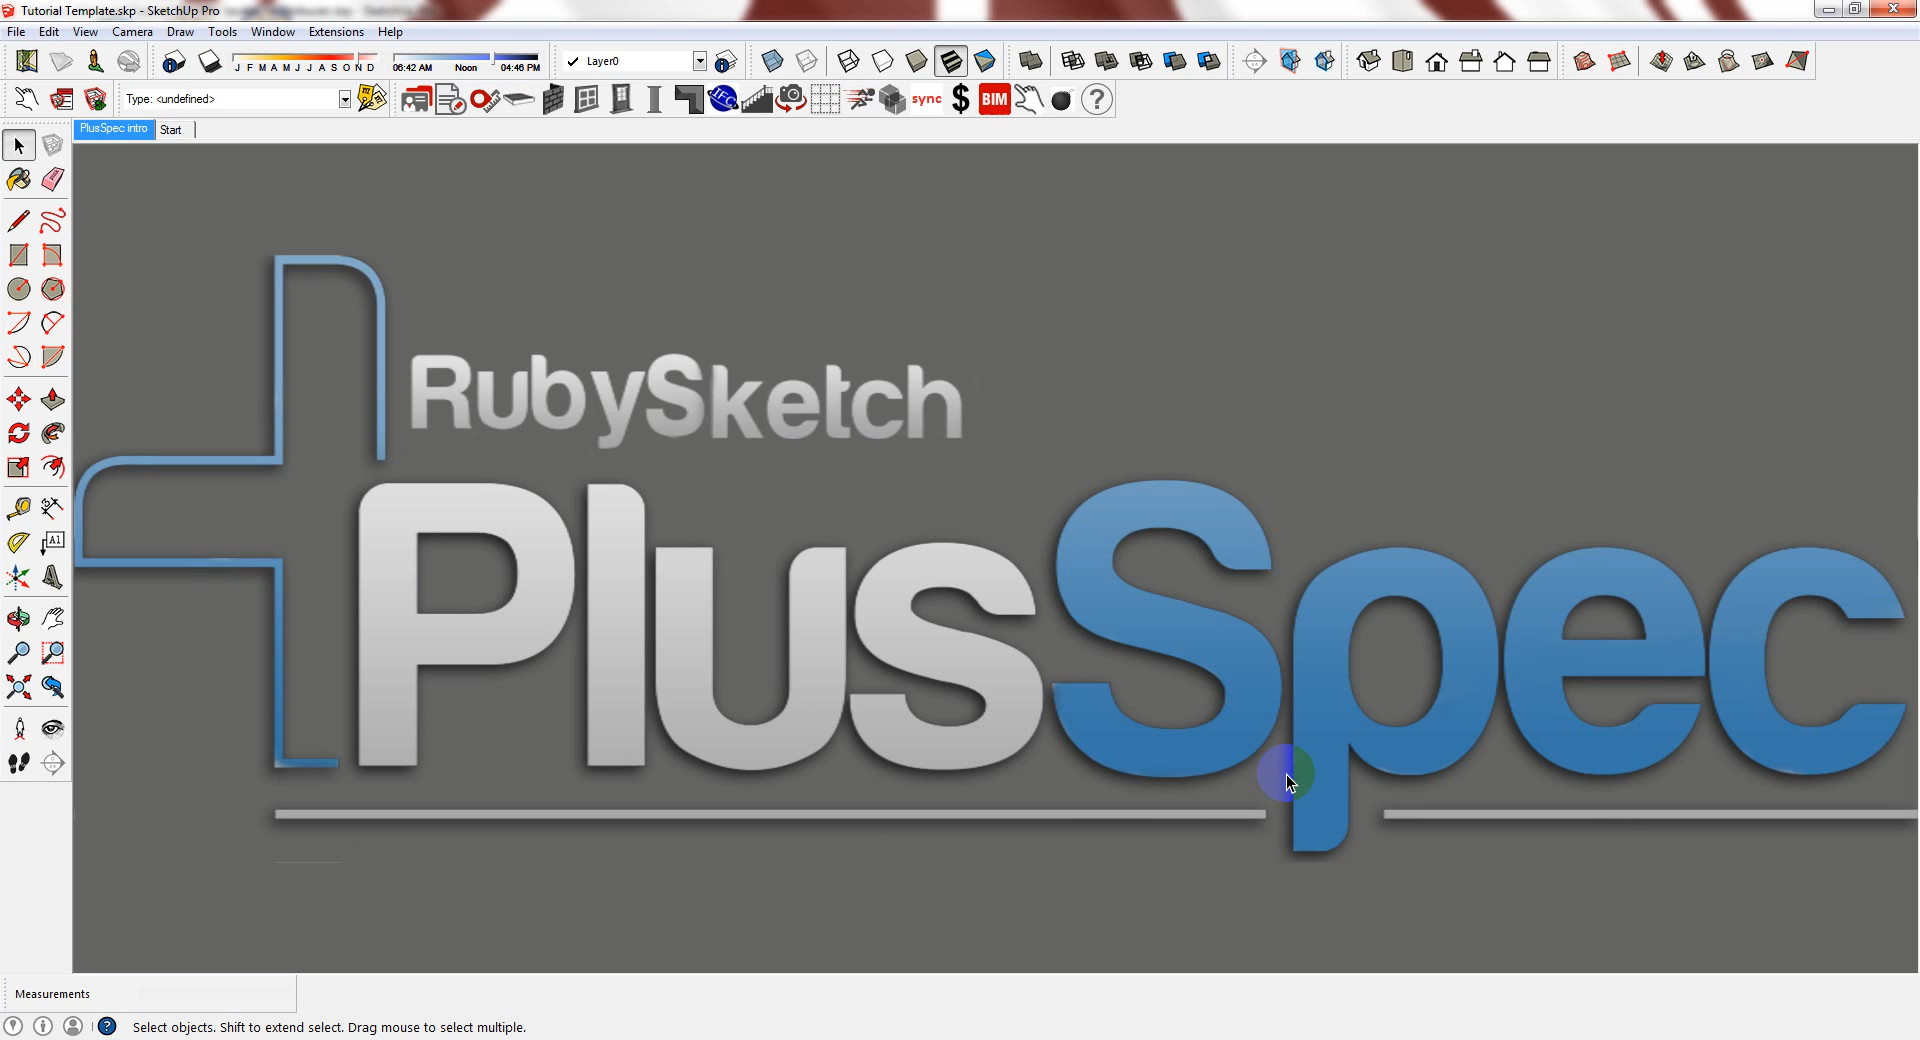 Tutorial Template.skp - SketchUp Pro
File Edit View Camera Draw Tools Window Extensions Help
J F M A M J J A S O N D
06:42 AM Noon 04:46 PM
Layer0
Type: <undefined>
IFC
sync
$
BIM
?
PlusSpec intro
Start
A1
RubySketch
PlusSpec
Measurements
?
Select objects. Shift to extend select. Drag mouse to select multiple.